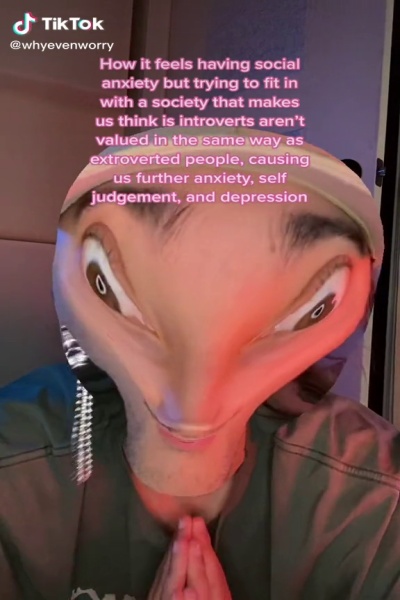 TikTok
@whyevenworry
How it feels having social
anxiety but trying to fit in
with a society that makes
us think is introverts aren't
valued in the same way as
extroverted people, causing
us further anxiety, self
judgement, and depression